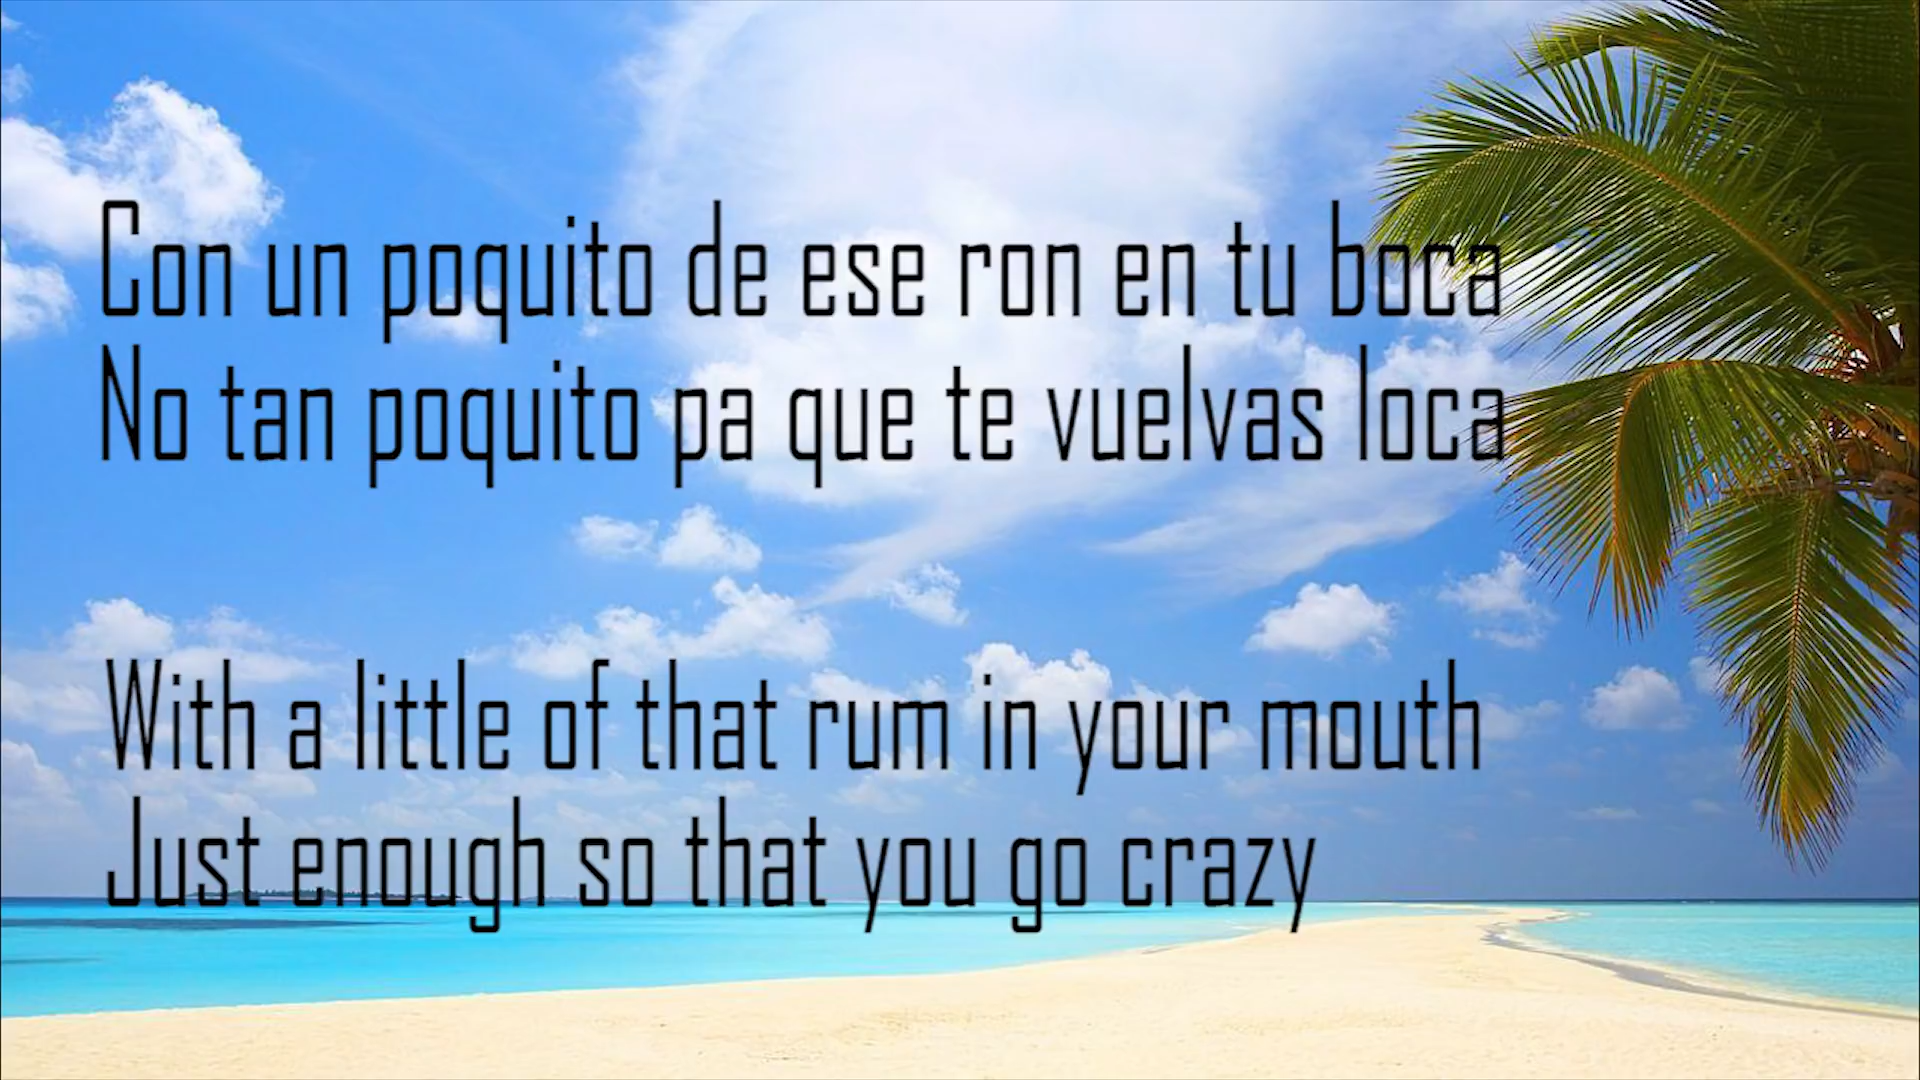 Con un poquito de ese ron en tu boca
No tan poquito pa que te vuelvas loca
With a little of that rum in your mouth
Just enough so that you go crazy